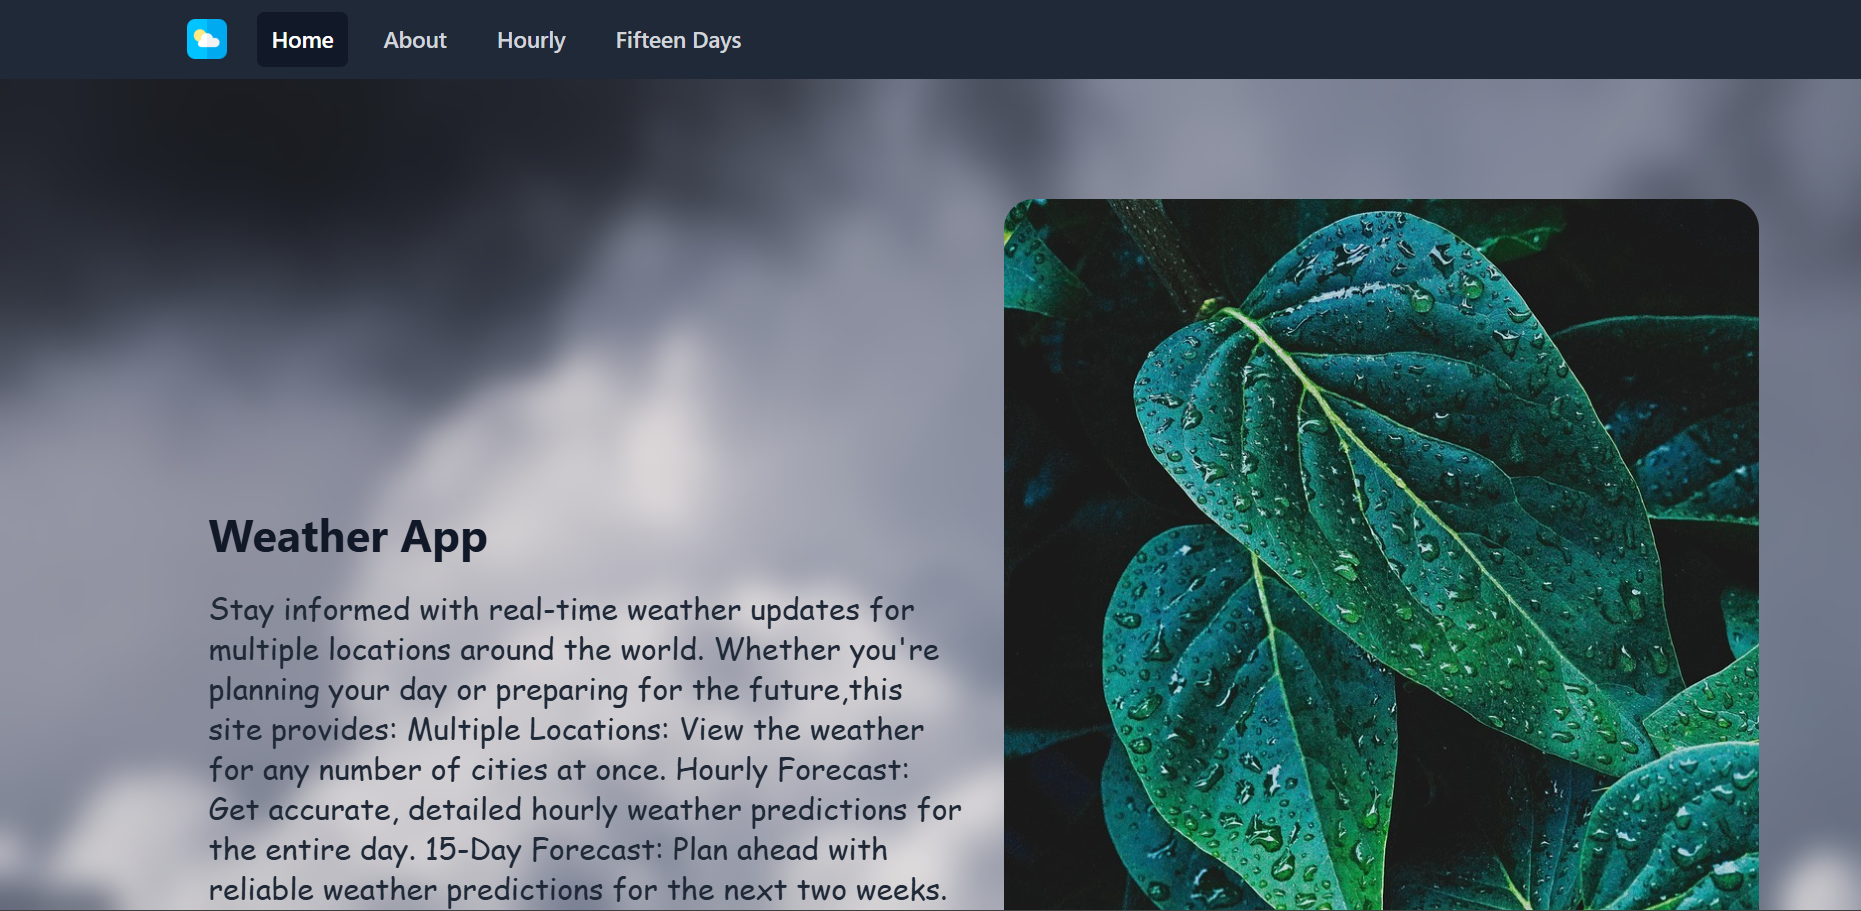 Home About Hourly Fifteen Days
Weather App
Stay informed with real-time weather updates for
multiple locations around the world. Whether you're
planning your day or preparing for the future,this
site provides: Multiple Locations: View the weather
for any number of cities at once. Hourly Forecast:
Get accurate, detailed hourly weather predictions for
the entire day. 15-Day Forecast: Plan ahead with
reliable weather predictions for the next two weeks.